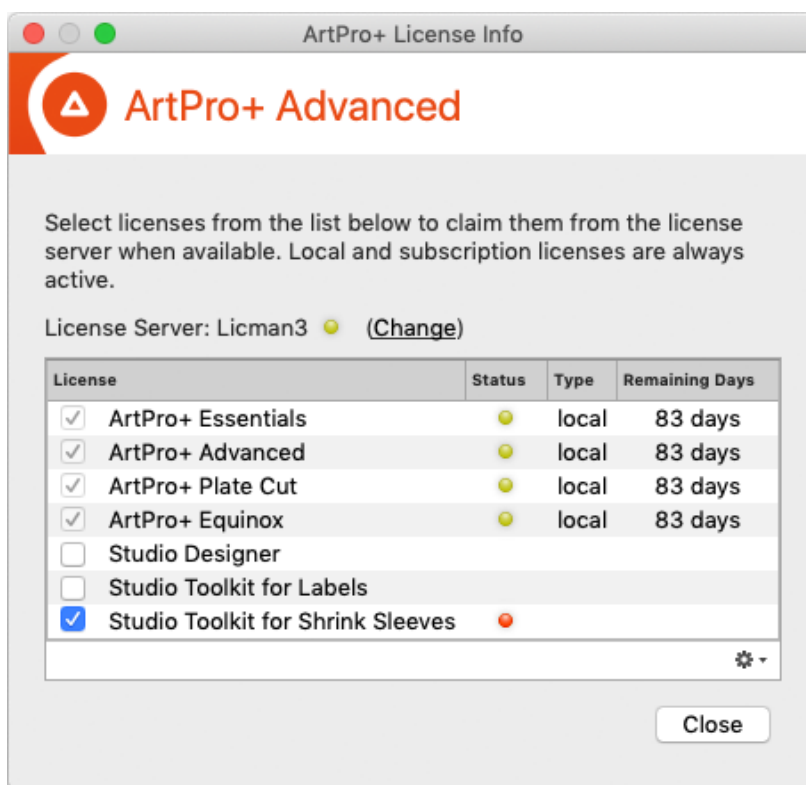 ArtPro+ License Info
ArtPro+ Advanced
Select licenses from the list below to claim them from the license
server when available. Local and subscription licenses are always
active.
License Server: Licman3 (Change)
License Status Type Remaining Days
ArtPro+ Essentials local 83 days
ArtPro+ Advanced local 83 days
ArtPro+ Plate Cut local 83 days
ArtPro+ Equinox local 83 days
Studio Designer
Studio Toolkit for Labels
Studio Toolkit for Shrink Sleeves
Close